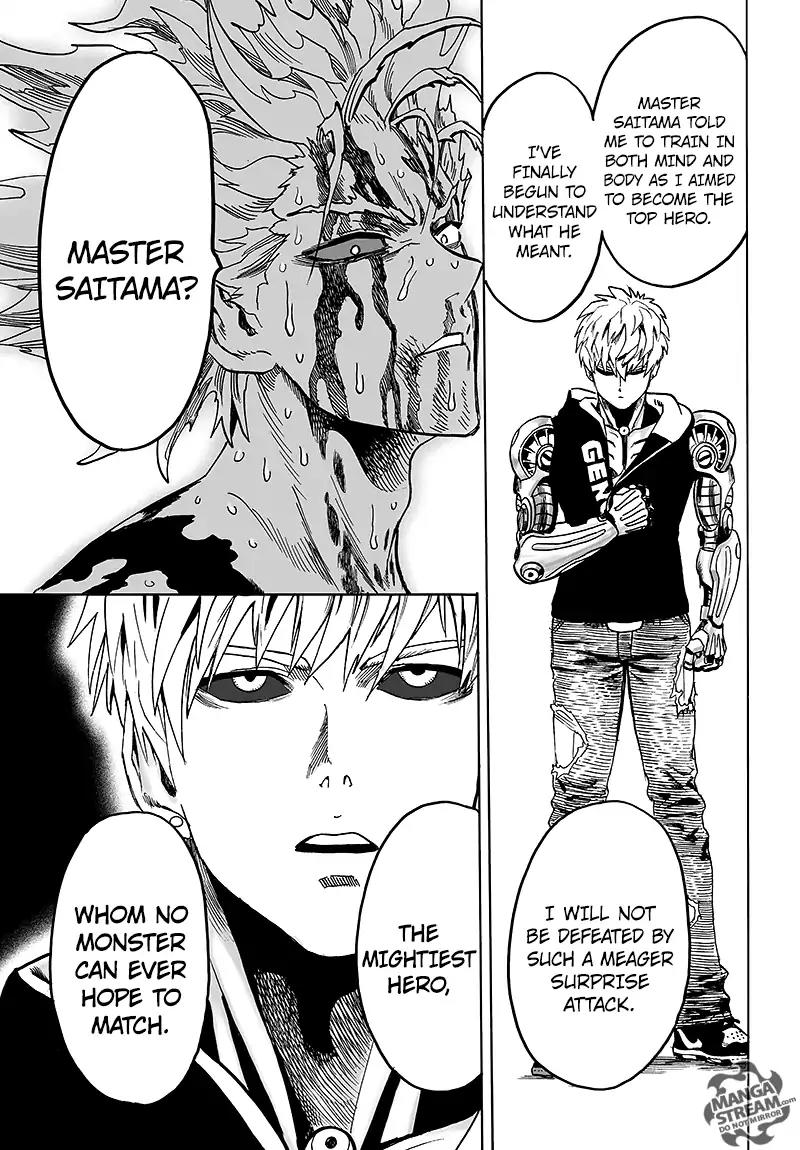 MASTER
SAITAMA TOLD
ME TO TRAIN IN
BOTH MIND AND
BODY AS I AIMED
TO BECOME THE
TOP HERO.
I'VE
FINALLY
BEGUN TO
UNDERSTAND
WHAT HE
MEANT.
GEN
I WILL NOT
BE DEFEATED BY
SUCH A MEAGER
SURPRISE
ATTACK.
MASTER
SAITAMA?
THE
MIGHTIEST
HERO,
WHOM NO
MONSTER
CAN EVER
HOPE TO
MATCH.
MANGA
STREAM.com
DO NOT MIRROR